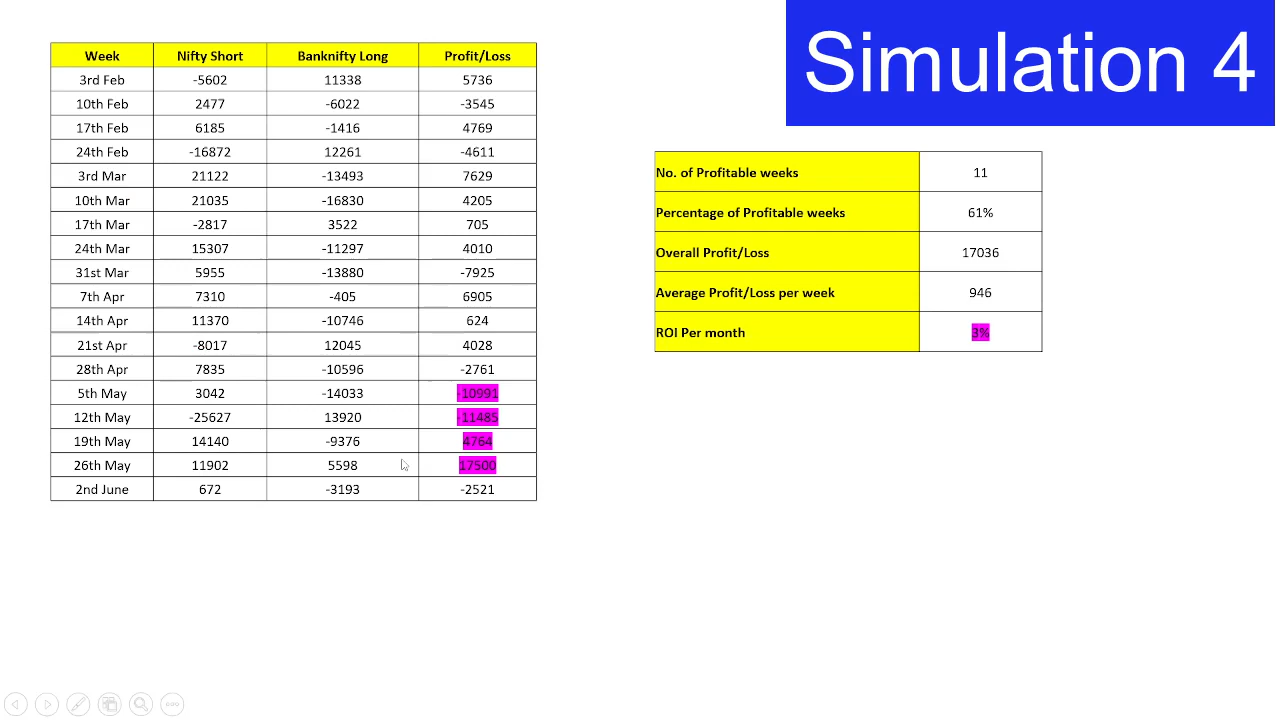 Simulation 4
Week Nifty Short Banknifty Long Profit/Loss
3rd Feb -5602 11338 5736
10th Feb 2477 -6022 -3545
17th Feb 6185 -1416 4769
24th Feb -16872 12261 -4611
3rd Mar 21122 -13493 7629
10th Mar 21035 -16830 4205
17th Mar -2817 3522 705
24th Mar 15307 -11297 4010
31st Mar 5955 -13880 -7925
7th Apr 7310 -405 6905
14th Apr 11370 -10746 624
21st Apr -8017 12045 4028
28th Apr 7835 -10596 -2761
5th May 3042 -14033 -10991
12th May -25627 13920 -11485
19th May 14140 -9376 4764
26th May 11902 5598 17500
2nd June 672 -3193 -2521
No. of Profitable weeks 11
Percentage of Profitable weeks 61%
Overall Profit/Loss 17036
Average Profit/Loss per week 946
ROI Per month 3%